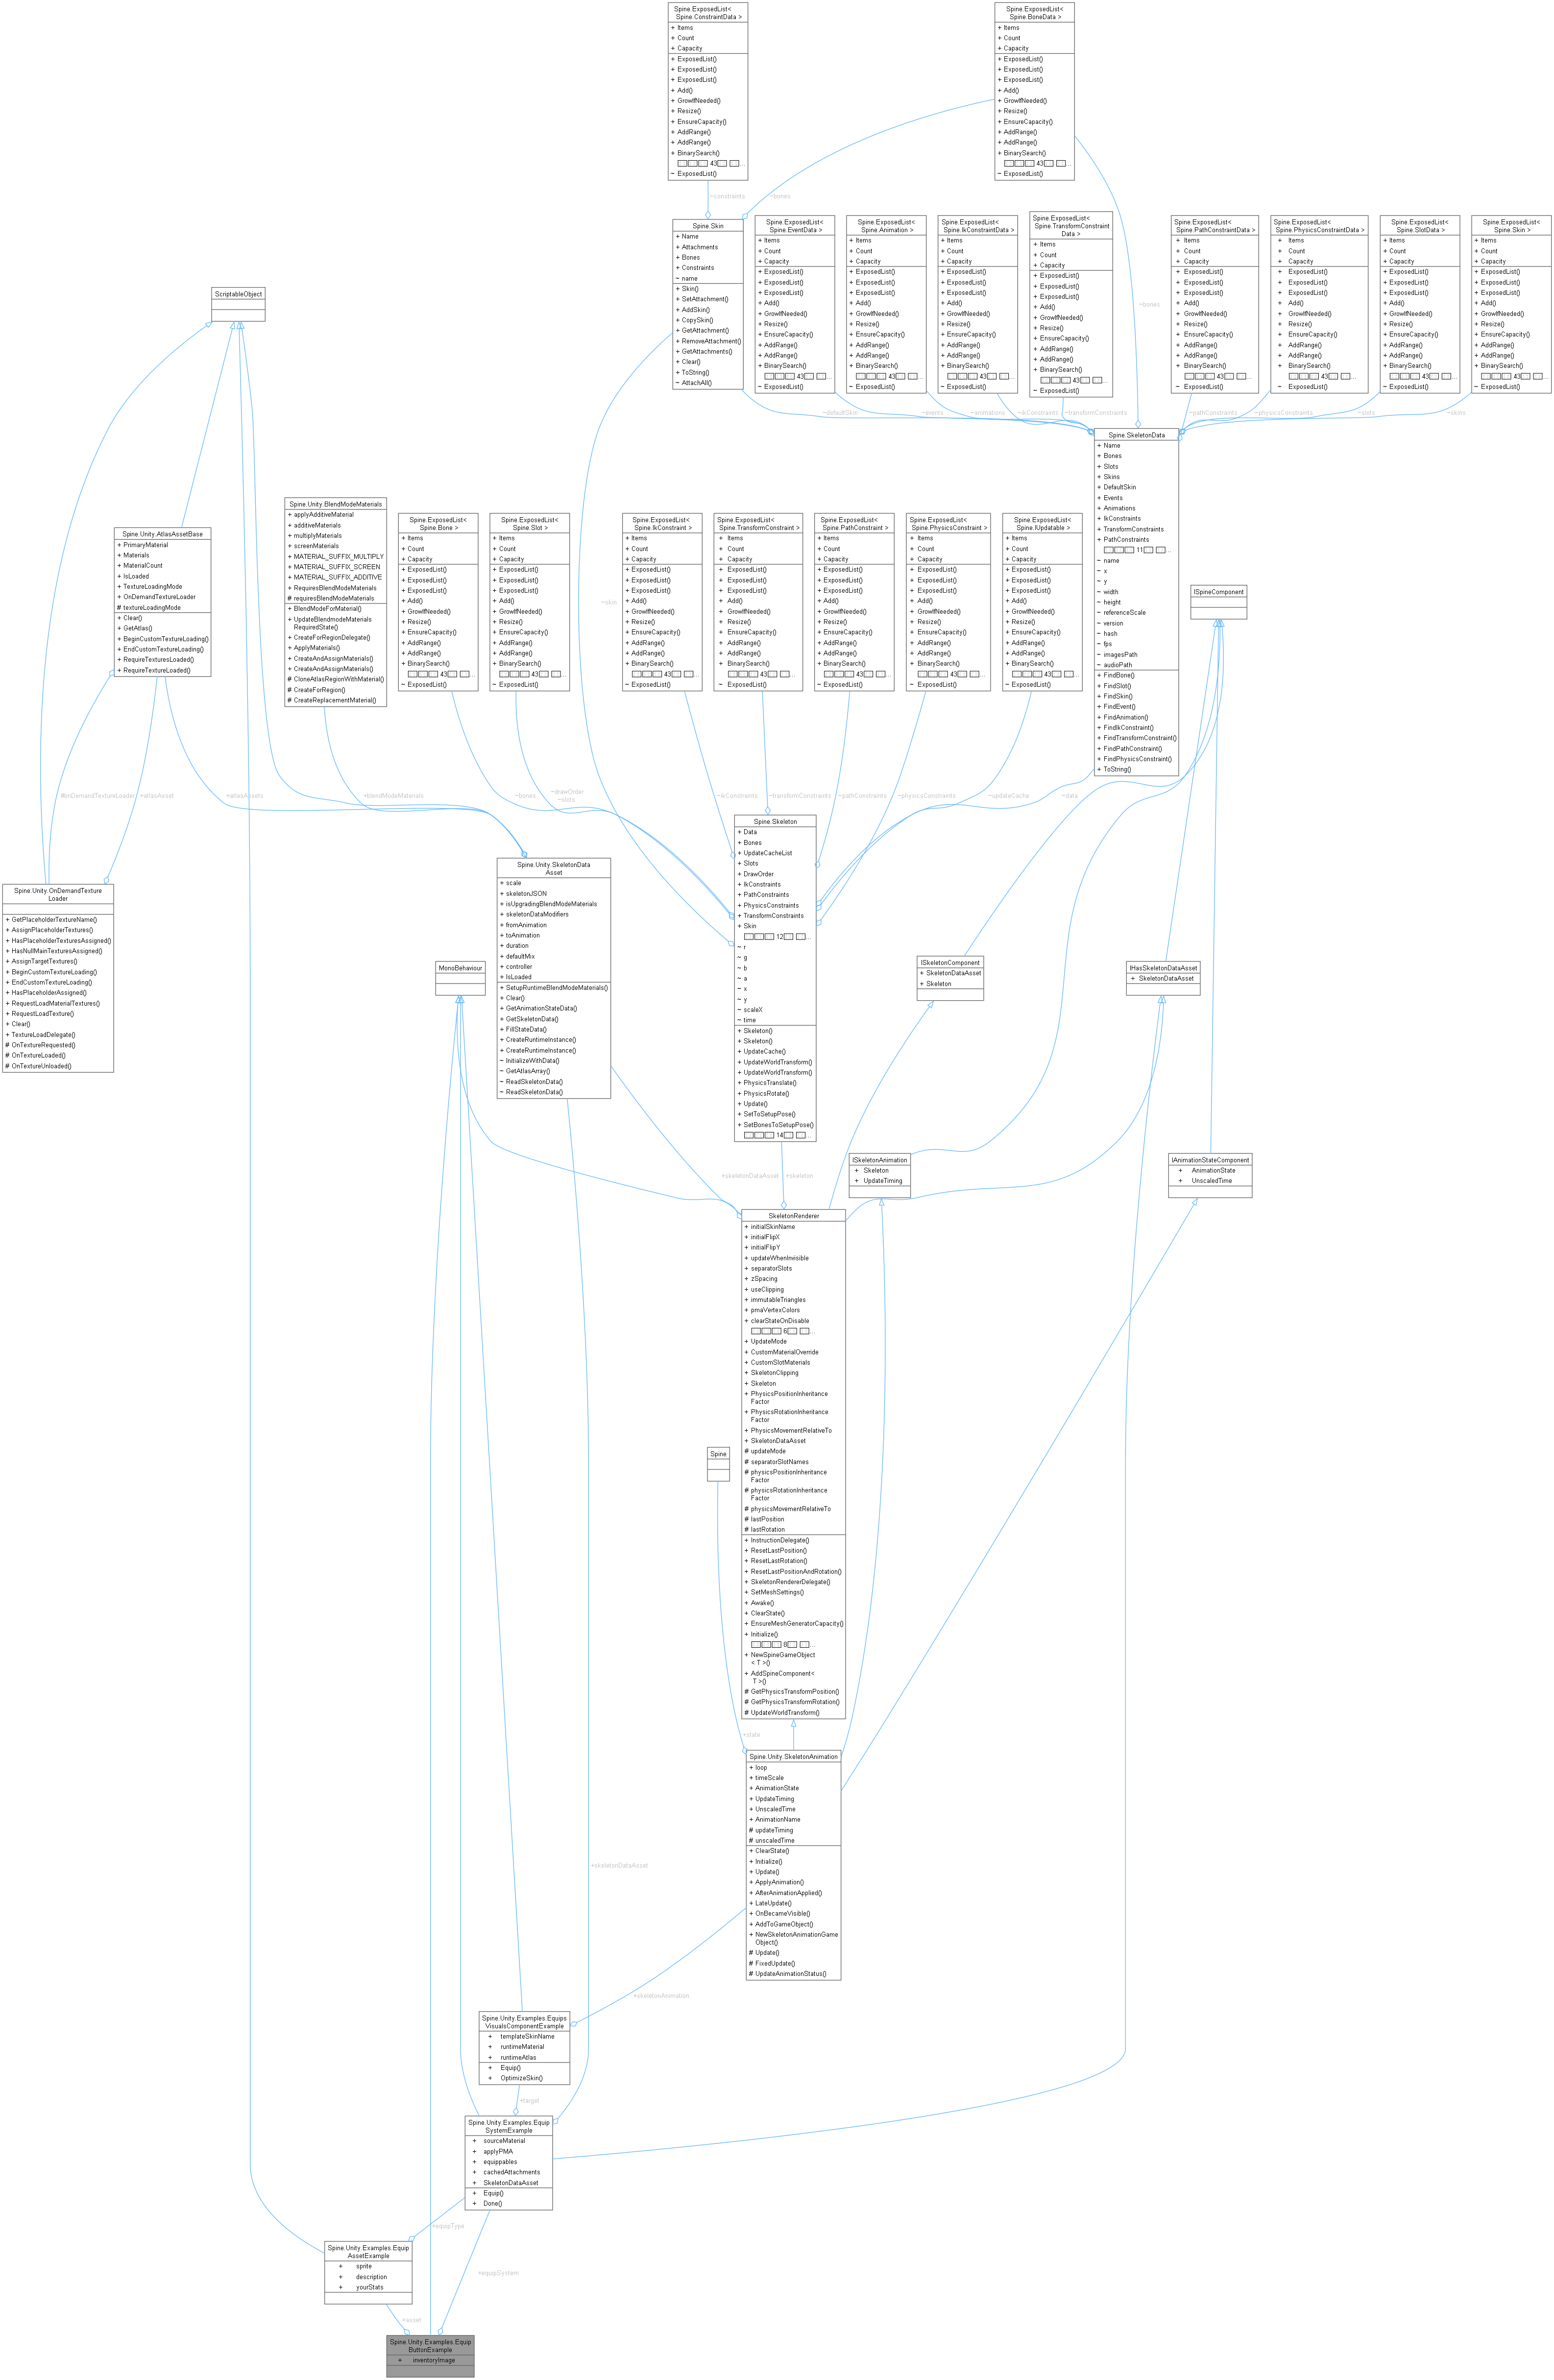 Spine.ExposedList<
Spine.ConstraintData >
+ Items
+ Count
+ Capacity
+ ExposedList()
+ ExposedList()
+ ExposedList()
+ Add()
+ GrowIfNeeded()
+ Resize()
+ EnsureCapacity()
+ AddRange()
+ AddRange()
+ BinarySearch()
43 ...
~ ExposedList()
Spine.ExposedList<
Spine.BoneData >
+ Items
+ Count
+ Capacity
+ ExposedList()
+ ExposedList()
+ ExposedList()
+ Add()
+ GrowIfNeeded()
+ Resize()
+ EnsureCapacity()
+ AddRange()
+ AddRange()
+ BinarySearch()
43 ...
~ ExposedList()
~constraints
~bones
Spine.Skin
+ Name
+ Attachments
+ Bones
+ Constraints
~ name
+ Skin()
+ SetAttachment()
+ AddSkin()
+ CopySkin()
+ GetAttachment()
+ RemoveAttachment()
+ GetAttachments()
+ Clear()
+ ToString()
~ AttachAll()
Spine.ExposedList<
Spine.EventData >
+ Items
+ Count
+ Capacity
+ ExposedList()
+ ExposedList()
+ ExposedList()
+ Add()
+ GrowIfNeeded()
+ Resize()
+ EnsureCapacity()
+ AddRange()
+ AddRange()
+ BinarySearch()
43 ...
~ ExposedList()
Spine.ExposedList<
Spine.Animation >
+ Items
+ Count
+ Capacity
+ ExposedList()
+ ExposedList()
+ ExposedList()
+ Add()
+ GrowIfNeeded()
+ Resize()
+ EnsureCapacity()
+ AddRange()
+ AddRange()
+ BinarySearch()
43 ...
~ ExposedList()
Spine.ExposedList<
Spine.IkConstraintData >
+ Items
+ Count
+ Capacity
+ ExposedList()
+ ExposedList()
+ ExposedList()
+ Add()
+ GrowIfNeeded()
+ Resize()
+ EnsureCapacity()
+ AddRange()
+ AddRange()
+ BinarySearch()
43 ...
~ ExposedList()
Spine.ExposedList<
Spine.TransformConstraint
Data >
+ Items
+ Count
+ Capacity
+ ExposedList()
+ ExposedList()
+ ExposedList()
+ Add()
+ GrowIfNeeded()
+ Resize()
+ EnsureCapacity()
+ AddRange()
+ AddRange()
+ BinarySearch()
43 ...
~ ExposedList()
~bones
Spine.ExposedList<
Spine.PathConstraintData >
+ Items
+ Count
+ Capacity
+ ExposedList()
+ ExposedList()
+ ExposedList()
+ Add()
+ GrowIfNeeded()
+ Resize()
+ EnsureCapacity()
+ AddRange()
+ AddRange()
+ BinarySearch()
43 ...
~ ExposedList()
Spine.ExposedList<
Spine.PhysicsConstraintData >
+ Items
+ Count
+ Capacity
+ ExposedList()
+ ExposedList()
+ ExposedList()
+ Add()
+ GrowIfNeeded()
+ Resize()
+ EnsureCapacity()
+ AddRange()
+ AddRange()
+ BinarySearch()
43 ...
~ ExposedList()
Spine.ExposedList<
Spine.SlotData >
+ Items
+ Count
+ Capacity
+ ExposedList()
+ ExposedList()
+ ExposedList()
+ Add()
+ GrowIfNeeded()
+ Resize()
+ EnsureCapacity()
+ AddRange()
+ AddRange()
+ BinarySearch()
43 ...
~ ExposedList()
Spine.ExposedList<
Spine.Skin >
+ Items
+ Count
+ Capacity
+ ExposedList()
+ ExposedList()
+ ExposedList()
+ Add()
+ GrowIfNeeded()
+ Resize()
+ EnsureCapacity()
+ AddRange()
+ AddRange()
+ BinarySearch()
43 ...
~ ExposedList()
ScriptableObject
~defaultSkin
~events
~animations
~ikConstraints
~transformConstraints
~pathConstraints
~physicsConstraints
~slots
~skins
Spine.SkeletonData
+ Name
+ Bones
+ Slots
+ Skins
+ DefaultSkin
+ Events
+ Animations
+ IkConstraints
+ TransformConstraints
+ PathConstraints
11 ...
~ name
~ x
~ y
~ width
~ height
~ referenceScale
~ version
~ hash
~ fps
~ imagesPath
~ audioPath
+ FindBone()
+ FindSlot()
+ FindSkin()
+ FindEvent()
+ FindAnimation()
+ FindIkConstraint()
+ FindTransformConstraint()
+ FindPathConstraint()
+ FindPhysicsConstraint()
+ ToString()
Spine.Unity.AtlasAssetBase
+ PrimaryMaterial
+ Materials
+ MaterialCount
+ IsLoaded
+ TextureLoadingMode
+ OnDemandTextureLoader
# textureLoadingMode
+ Clear()
+ GetAtlas()
+ BeginCustomTextureLoading()
+ EndCustomTextureLoading()
+ RequireTexturesLoaded()
+ RequireTextureLoaded()
Spine.Unity.BlendModeMaterials
+ applyAdditiveMaterial
+ additiveMaterials
+ multiplyMaterials
+ screenMaterials
+ MATERIAL_SUFFIX_MULTIPLY
+ MATERIAL_SUFFIX_SCREEN
+ MATERIAL_SUFFIX_ADDITIVE
+ RequiresBlendModeMaterials
# requiresBlendModeMaterials
+ BlendModeForMaterial()
+ UpdateBlendmodeMaterials
RequiredState()
+ CreateForRegionDelegate()
+ ApplyMaterials()
+ CreateAndAssignMaterials()
+ CreateAndAssignMaterials()
# CloneAtlasRegionWithMaterial()
# CreateForRegion()
# CreateReplacementMaterial()
Spine.ExposedList<
Spine.Bone >
+ Items
+ Count
+ Capacity
+ ExposedList()
+ ExposedList()
+ ExposedList()
+ Add()
+ GrowIfNeeded()
+ Resize()
+ EnsureCapacity()
+ AddRange()
+ AddRange()
+ BinarySearch()
43 ...
~ ExposedList()
Spine.ExposedList<
Spine.Slot >
+ Items
+ Count
+ Capacity
+ ExposedList()
+ ExposedList()
+ ExposedList()
+ Add()
+ GrowIfNeeded()
+ Resize()
+ EnsureCapacity()
+ AddRange()
+ AddRange()
+ BinarySearch()
43 ...
~ ExposedList()
Spine.ExposedList<
Spine.IkConstraint >
+ Items
+ Count
+ Capacity
+ ExposedList()
+ ExposedList()
+ ExposedList()
+ Add()
+ GrowIfNeeded()
+ Resize()
+ EnsureCapacity()
+ AddRange()
+ AddRange()
+ BinarySearch()
43 ...
~ ExposedList()
Spine.ExposedList<
Spine.TransformConstraint >
+ Items
+ Count
+ Capacity
+ ExposedList()
+ ExposedList()
+ ExposedList()
+ Add()
+ GrowIfNeeded()
+ Resize()
+ EnsureCapacity()
+ AddRange()
+ AddRange()
+ BinarySearch()
43 ...
~ ExposedList()
Spine.ExposedList<
Spine.PathConstraint >
+ Items
+ Count
+ Capacity
+ ExposedList()
+ ExposedList()
+ ExposedList()
+ Add()
+ GrowIfNeeded()
+ Resize()
+ EnsureCapacity()
+ AddRange()
+ AddRange()
+ BinarySearch()
43 ...
~ ExposedList()
Spine.ExposedList<
Spine.PhysicsConstraint >
+ Items
+ Count
+ Capacity
+ ExposedList()
+ ExposedList()
+ ExposedList()
+ Add()
+ GrowIfNeeded()
+ Resize()
+ EnsureCapacity()
+ AddRange()
+ AddRange()
+ BinarySearch()
43 ...
~ ExposedList()
Spine.ExposedList<
Spine.IUpdatable >
+ Items
+ Count
+ Capacity
+ ExposedList()
+ ExposedList()
+ ExposedList()
+ Add()
+ GrowIfNeeded()
+ Resize()
+ EnsureCapacity()
+ AddRange()
+ AddRange()
+ BinarySearch()
43 ...
~ ExposedList()
ISpineComponent
~skin
#onDemandTextureLoader
+atlasAsset
+atlasAssets
+blendModeMaterials
~bones
~drawOrder
~slots
~ikConstraints
~transformConstraints
~pathConstraints
~physicsConstraints
~updateCache
~data
Spine.Unity.OnDemandTexture
Loader
+ GetPlaceholderTextureName()
+ AssignPlaceholderTextures()
+ HasPlaceholderTexturesAssigned()
+ HasNullMainTexturesAssigned()
+ AssignTargetTextures()
+ BeginCustomTextureLoading()
+ EndCustomTextureLoading()
+ HasPlaceholderAssigned()
+ RequestLoadMaterialTextures()
+ RequestLoadTexture()
+ Clear()
+ TextureLoadDelegate()
# OnTextureRequested()
# OnTextureLoaded()
# OnTextureUnloaded()
Spine.Unity.SkeletonData
Asset
+ scale
+ skeletonJSON
+ isUpgradingBlendModeMaterials
+ skeletonDataModifiers
+ fromAnimation
+ toAnimation
+ duration
+ defaultMix
+ controller
+ IsLoaded
+ SetupRuntimeBlendModeMaterials()
+ Clear()
+ GetAnimationStateData()
+ GetSkeletonData()
+ FillStateData()
+ CreateRuntimeInstance()
+ CreateRuntimeInstance()
~ InitializeWithData()
~ GetAtlasArray()
~ ReadSkeletonData()
~ ReadSkeletonData()
Spine.Skeleton
+ Data
+ Bones
+ UpdateCacheList
+ Slots
+ DrawOrder
+ IkConstraints
+ PathConstraints
+ PhysicsConstraints
+ TransformConstraints
+ Skin
12 ...
~ r
~ g
~ b
~ a
~ x
~ y
~ scaleX
~ time
+ Skeleton()
+ Skeleton()
+ UpdateCache()
+ UpdateWorldTransform()
+ UpdateWorldTransform()
+ PhysicsTranslate()
+ PhysicsRotate()
+ Update()
+ SetToSetupPose()
+ SetBonesToSetupPose()
14 ...
MonoBehaviour
ISkeletonComponent
+ SkeletonDataAsset
+ Skeleton
IHasSkeletonDataAsset
+ SkeletonDataAsset
+skeletonDataAsset
+skeleton
ISkeletonAnimation
+ Skeleton
+ UpdateTiming
IAnimationStateComponent
+ AnimationState
+ UnscaledTime
SkeletonRenderer
+ initialSkinName
+ initialFlipX
+ initialFlipY
+ updateWhenInvisible
+ separatorSlots
+ zSpacing
+ useClipping
+ immutableTriangles
+ pmaVertexColors
+ clearStateOnDisable
6 ...
+ UpdateMode
+ CustomMaterialOverride
+ CustomSlotMaterials
+ SkeletonClipping
+ Skeleton
+ PhysicsPositionInheritance
Factor
+ PhysicsRotationInheritance
Factor
+ PhysicsMovementRelativeTo
+ SkeletonDataAsset
# updateMode
# separatorSlotNames
# physicsPositionInheritance
Factor
# physicsRotationInheritance
Factor
# physicsMovementRelativeTo
# lastPosition
# lastRotation
+ InstructionDelegate()
+ ResetLastPosition()
+ ResetLastRotation()
+ ResetLastPositionAndRotation()
+ SkeletonRendererDelegate()
+ SetMeshSettings()
+ Awake()
+ ClearState()
+ EnsureMeshGeneratorCapacity()
+ Initialize()
8 ...
+ NewSpineGameObject
< T >()
+ AddSpineComponent<
T >()
# GetPhysicsTransformPosition()
# GetPhysicsTransformRotation()
# UpdateWorldTransform()
Spine
+state
Spine.Unity.SkeletonAnimation
+ loop
+ timeScale
+ AnimationState
+ UpdateTiming
+ UnscaledTime
+ AnimationName
# updateTiming
# unscaledTime
+ ClearState()
+ Initialize()
+ Update()
+ ApplyAnimation()
+ AfterAnimationApplied()
+ LateUpdate()
+ OnBecameVisible()
+ AddToGameObject()
+ NewSkeletonAnimationGame
Object()
# Update()
# FixedUpdate()
# UpdateAnimationStatus()
+skeletonDataAsset
+skeletonAnimation
Spine.Unity.Examples.Equips
VisualsComponentExample
+ templateSkinName
+ runtimeMaterial
+ runtimeAtlas
+ Equip()
+ OptimizeSkin()
+target
Spine.Unity.Examples.Equip
SystemExample
+ sourceMaterial
+ applyPMA
+ equippables
+ cachedAttachments
+ SkeletonDataAsset
+ Equip()
+ Done()
+equipType
Spine.Unity.Examples.Equip
AssetExample
+ sprite
+ description
+ yourStats
+equipSystem
+asset
Spine.Unity.Examples.Equip
ButtonExample
+ inventoryImage